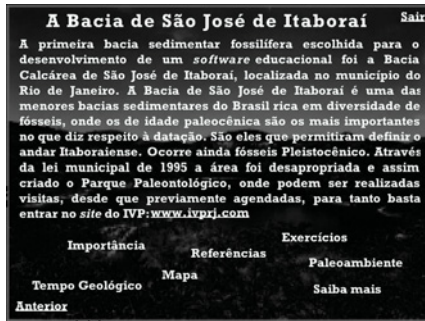 A Bacia de São José de Itaboraí
Sair
A primeira bacia sedimentar fossilífera escolhida para o
desenvolvimento de um software educacional foi a Bacia
Calcárea de São José de Itaboraí, localizada no município do
Rio de Janeiro. A Bacia de São José de Itaboraí é uma das
menores bacias sedimentares do Brasil rica em diversidade de
fósseis, onde os de idade paleocênica são os mais importantes
no que diz respeito à datação. São eles que permitiram definir o
andar Itaboraiense. Ocorre ainda fósseis Pleistocênico. Através
da lei municipal de 1995 a área foi desapropriada e assim
criado o Parque Paleontológico, onde podem ser realizadas
visitas, desde que previamente agendadas, para tanto basta
entrar no site do IVP:www.ivprj.com
Importância
Referências
Exercícios
Mapa
Paleoambiente
Tempo Geológico
Saiba mais
Anterior